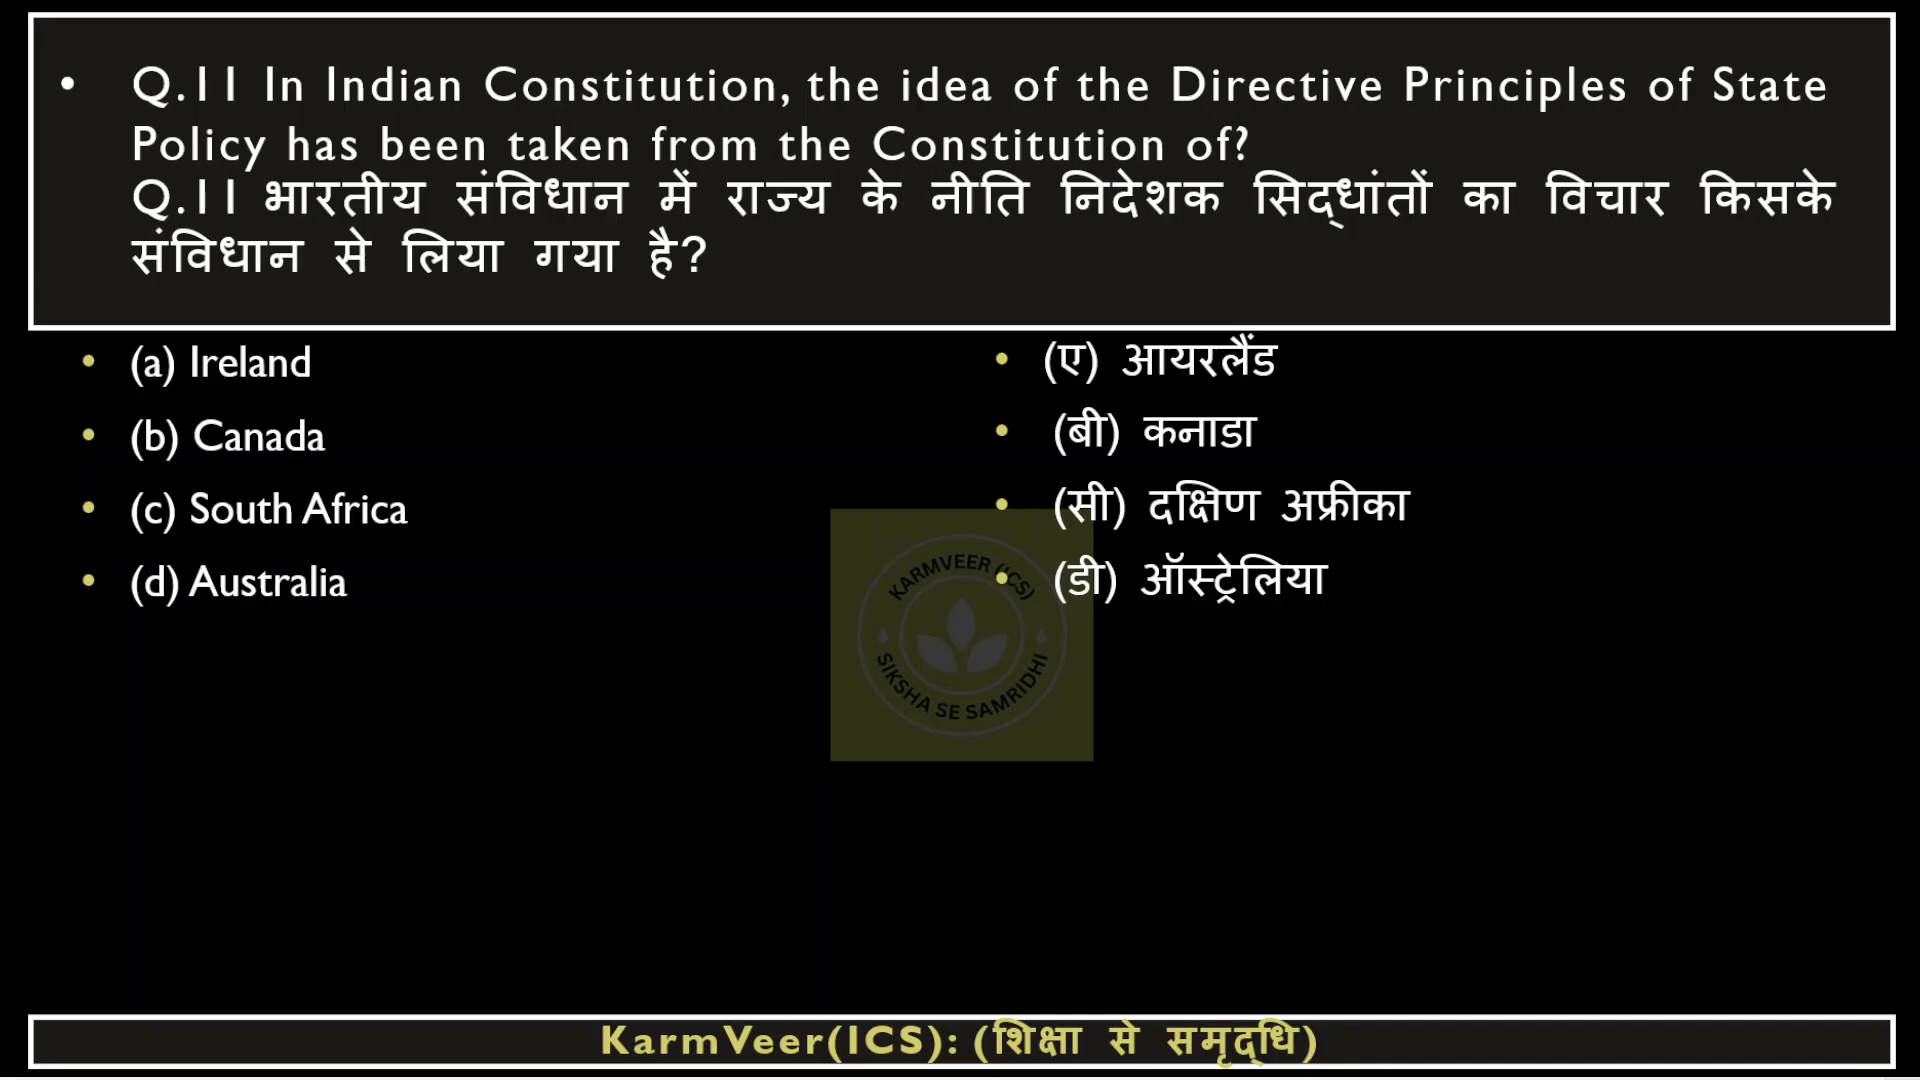 • Q.11 In Indian Constitution, the idea of the Directive Principles of State
Policy has been taken from the Constitution of?
Q.11 भारतीय संविधान में राज्य के नीति निदेशक सिद्धांतों का विचार किसके
संविधान से लिया गया है?
• (a) Ireland
• (b) Canada
• (c) South Africa
• (d) Australia
• (ए) आयरलैंड
• (बी) कनाडा
• (सी) दक्षिण अफ्रीका
• (डी) ऑस्ट्रेलिया
KARMVEER (ICS)
SIKSHA SE SAMRIDHI
KarmVeer(ICS): (शिक्षा से समृद्धि)